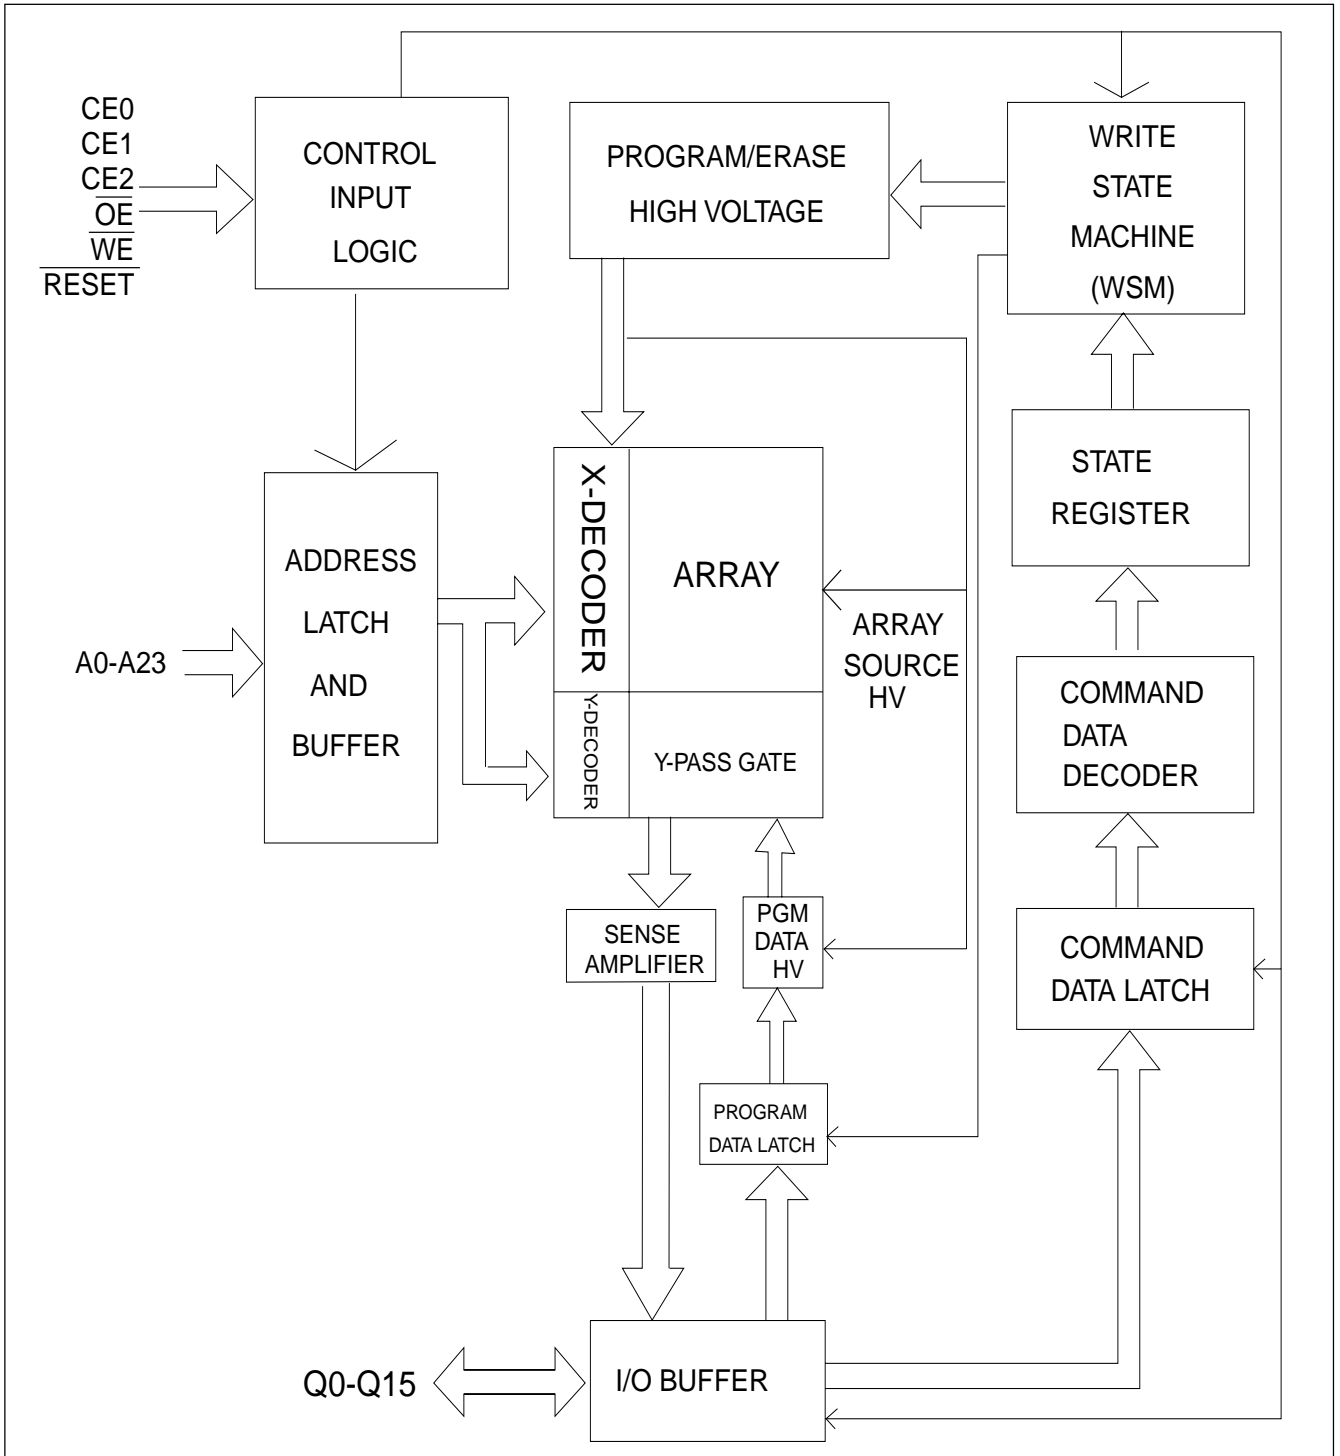 CE0
CE1
CE2
OE
WE
RESET
CONTROL
INPUT
LOGIC
PROGRAM/ERASE
HIGH VOLTAGE
WRITE
STATE
MACHINE
(WSM)
STATE
REGISTER
A0-A23
ADDRESS
LATCH
AND
BUFFER
X-DECODER
ARRAY
Y-DECODER
Y-PASS GATE
ARRAY
SOURCE
HV
COMMAND
DATA
DECODER
SENSE
AMPLIFIER
PGM
DATA
HV
COMMAND
DATA LATCH
PROGRAM
DATA LATCH
Q0-Q15
I/O BUFFER